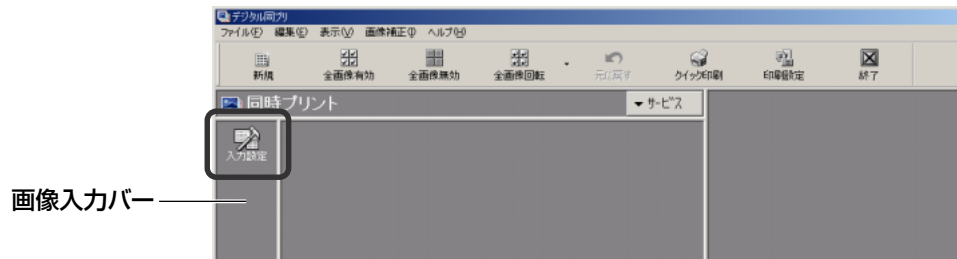 デジタル同プリ
ファイル(F) 編集(E) 表示(V) 画像補正(I) ヘルプ(H)
新規 全画像有効 全画像無効 全画像回転 元に戻す クイック印刷 印刷設定 終了
同時プリント サービス
入力設定
画像入力バー